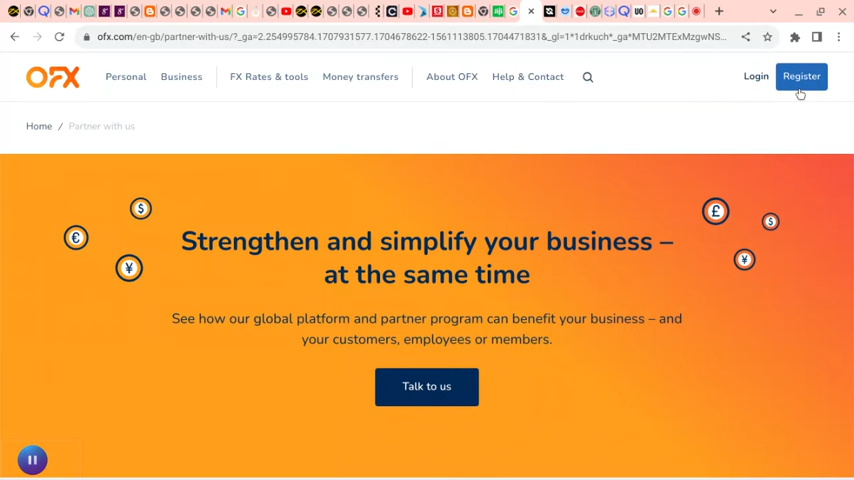 ofx.com/en-gb/partner-with-us/?_ga=2.254995784.1707931577.1704678622-1561113805.1704471831&_gl=1*1drkuch*_ga*MTU2MTExMzgwNS...
OFX Personal Business FX Rates & tools Money transfers About OFX Help & Contact Login Register
Home / Partner with us
Strengthen and simplify your business –
at the same time
See how our global platform and partner program can benefit your business – and
your customers, employees or members.
Talk to us